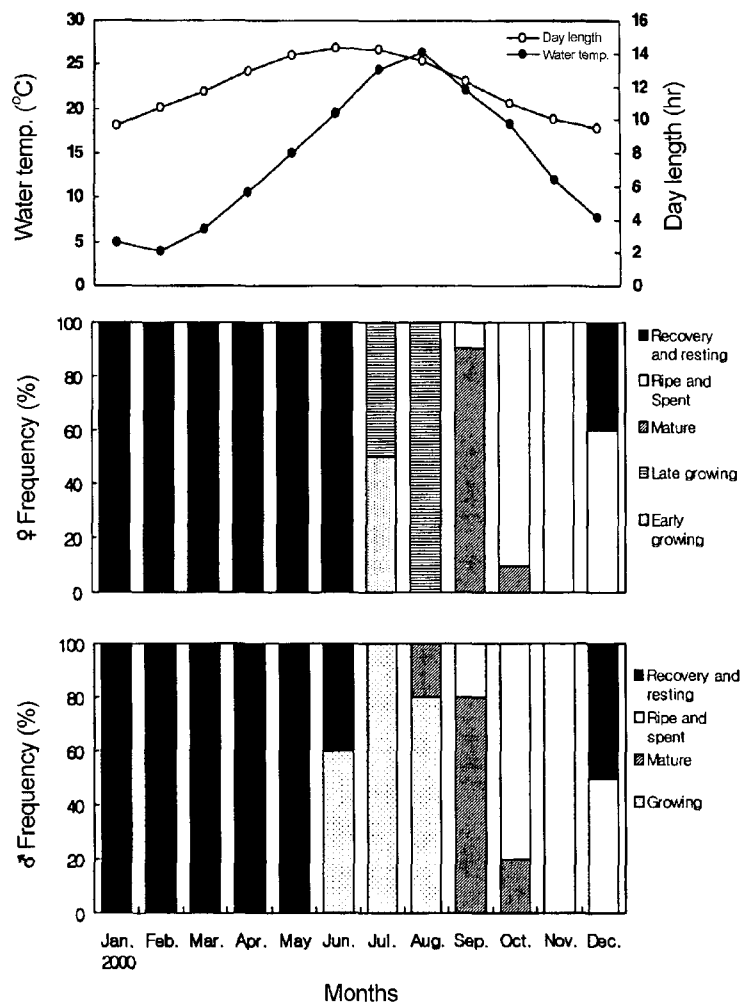 30
25
20
15
10
5
0
Water temp. (°C)
Day length
Water temp.
16
14
12
10
8
6
4
2
0
Day length (hr)
100
80
60
40
20
0
♀ Frequency (%)
Recovery
and resting
Ripe and
Spent
Mature
Late growing
Early
growing
100
80
60
40
20
0
♂ Frequency (%)
Recovery and
resting
Ripe and
spent
Mature
Growing
Jan. Feb. Mar. Apr. May Jun. Jul. Aug. Sep. Oct. Nov. Dec.
2000
Months